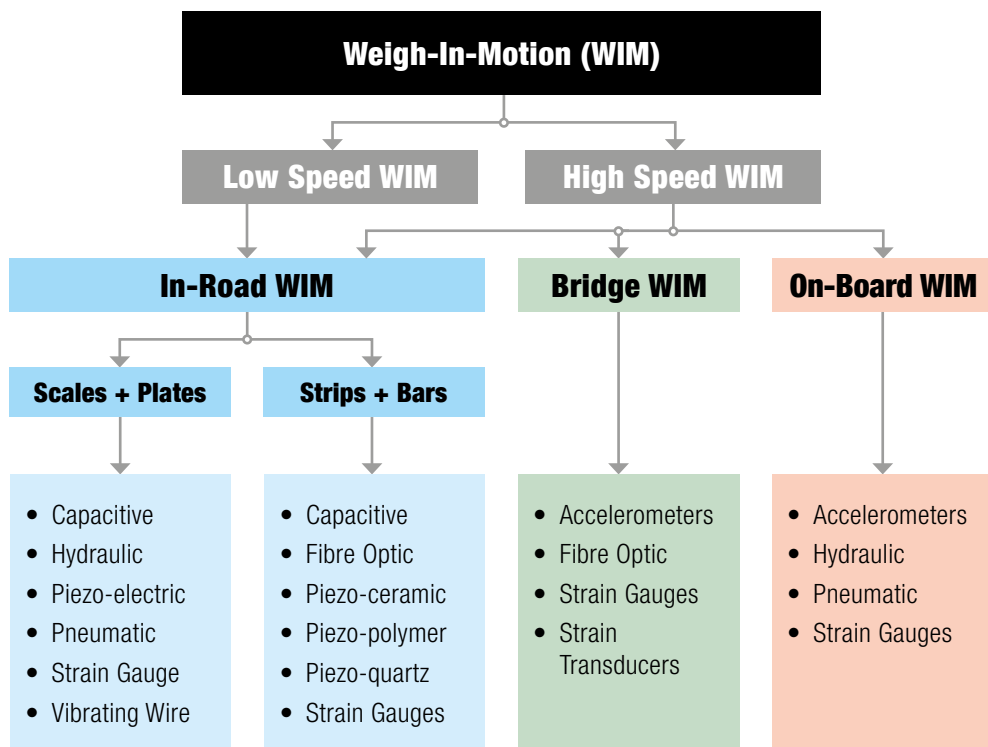 Weigh-In-Motion (WIM)
Low Speed WIM
High Speed WIM
In-Road WIM
Bridge WIM
On-Board WIM
Scales + Plates
Strips + Bars
• Capacitive
• Hydraulic
• Piezo-electric
• Pneumatic
• Strain Gauge
• Vibrating Wire
• Capacitive
• Fibre Optic
• Piezo-ceramic
• Piezo-polymer
• Piezo-quartz
• Strain Gauges
• Accelerometers
• Fibre Optic
• Strain Gauges
• Strain
Transducers
• Accelerometers
• Hydraulic
• Pneumatic
• Strain Gauges